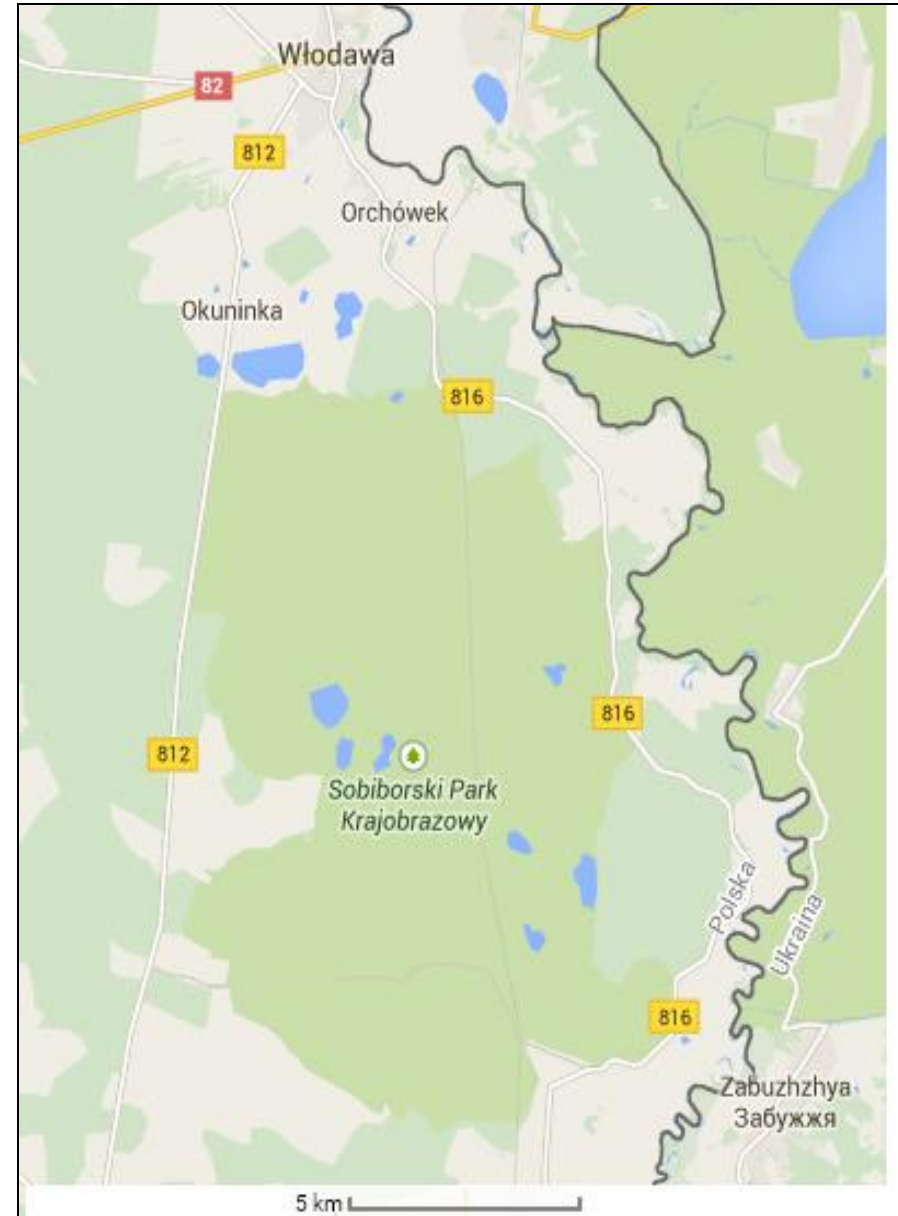 Włodawa
82
812
Orchówek
Okuninka
816
816
812
Sobiborski Park
Krajobrazowy
Polska
Ukraina
816
Zabuzhzhya
Забужжя
5 km